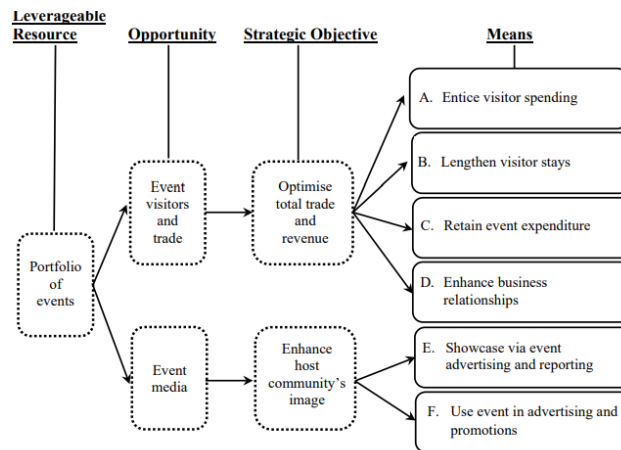 Leverageable
Resource
Opportunity
Strategic Objective
Means
Portfolio
of
events
Event
visitors
and
trade
Optimise
total trade
and
revenue
A. Entice visitor spending
B. Lengthen visitor stays
C. Retain event expenditure
D. Enhance business
relationships
Event
media
Enhance
host
community’s
image
E. Showcase via event
advertising and reporting
F. Use event in advertising and
promotions